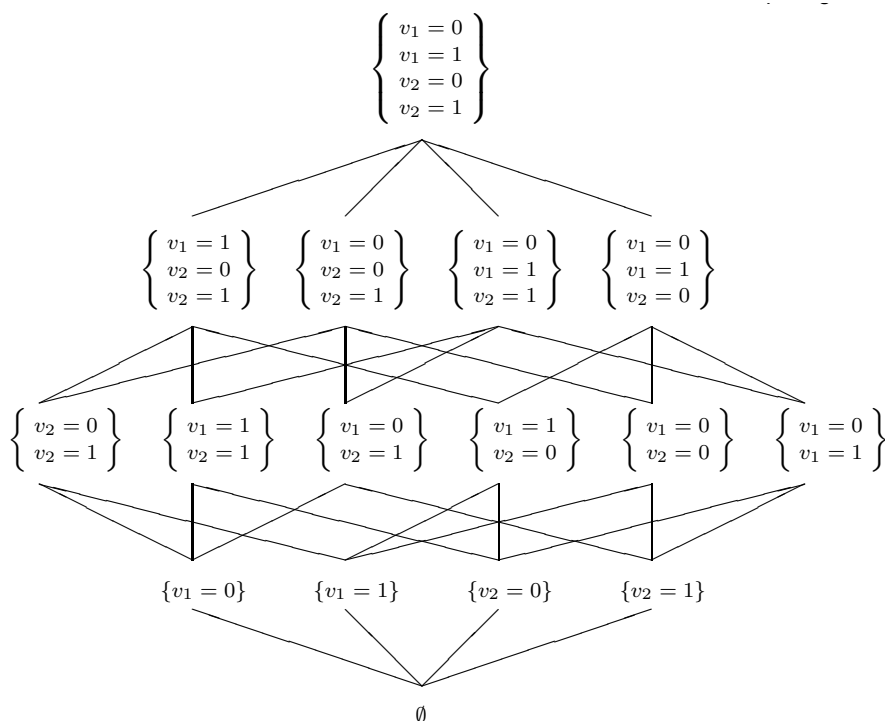 { v₁ = 0
v₁ = 1
v₂ = 0
v₂ = 1 }
{ v₁ = 1
v₂ = 0
v₂ = 1 }
{ v₁ = 0
v₂ = 0
v₂ = 1 }
{ v₁ = 0
v₁ = 1
v₂ = 1 }
{ v₁ = 0
v₁ = 1
v₂ = 0 }
{ v₂ = 0
v₂ = 1 }
{ v₁ = 1
v₂ = 1 }
{ v₁ = 0
v₂ = 1 }
{ v₁ = 1
v₂ = 0 }
{ v₁ = 0
v₂ = 0 }
{ v₁ = 0
v₁ = 1 }
{v₁ = 0} {v₁ = 1} {v₂ = 0} {v₂ = 1}
∅